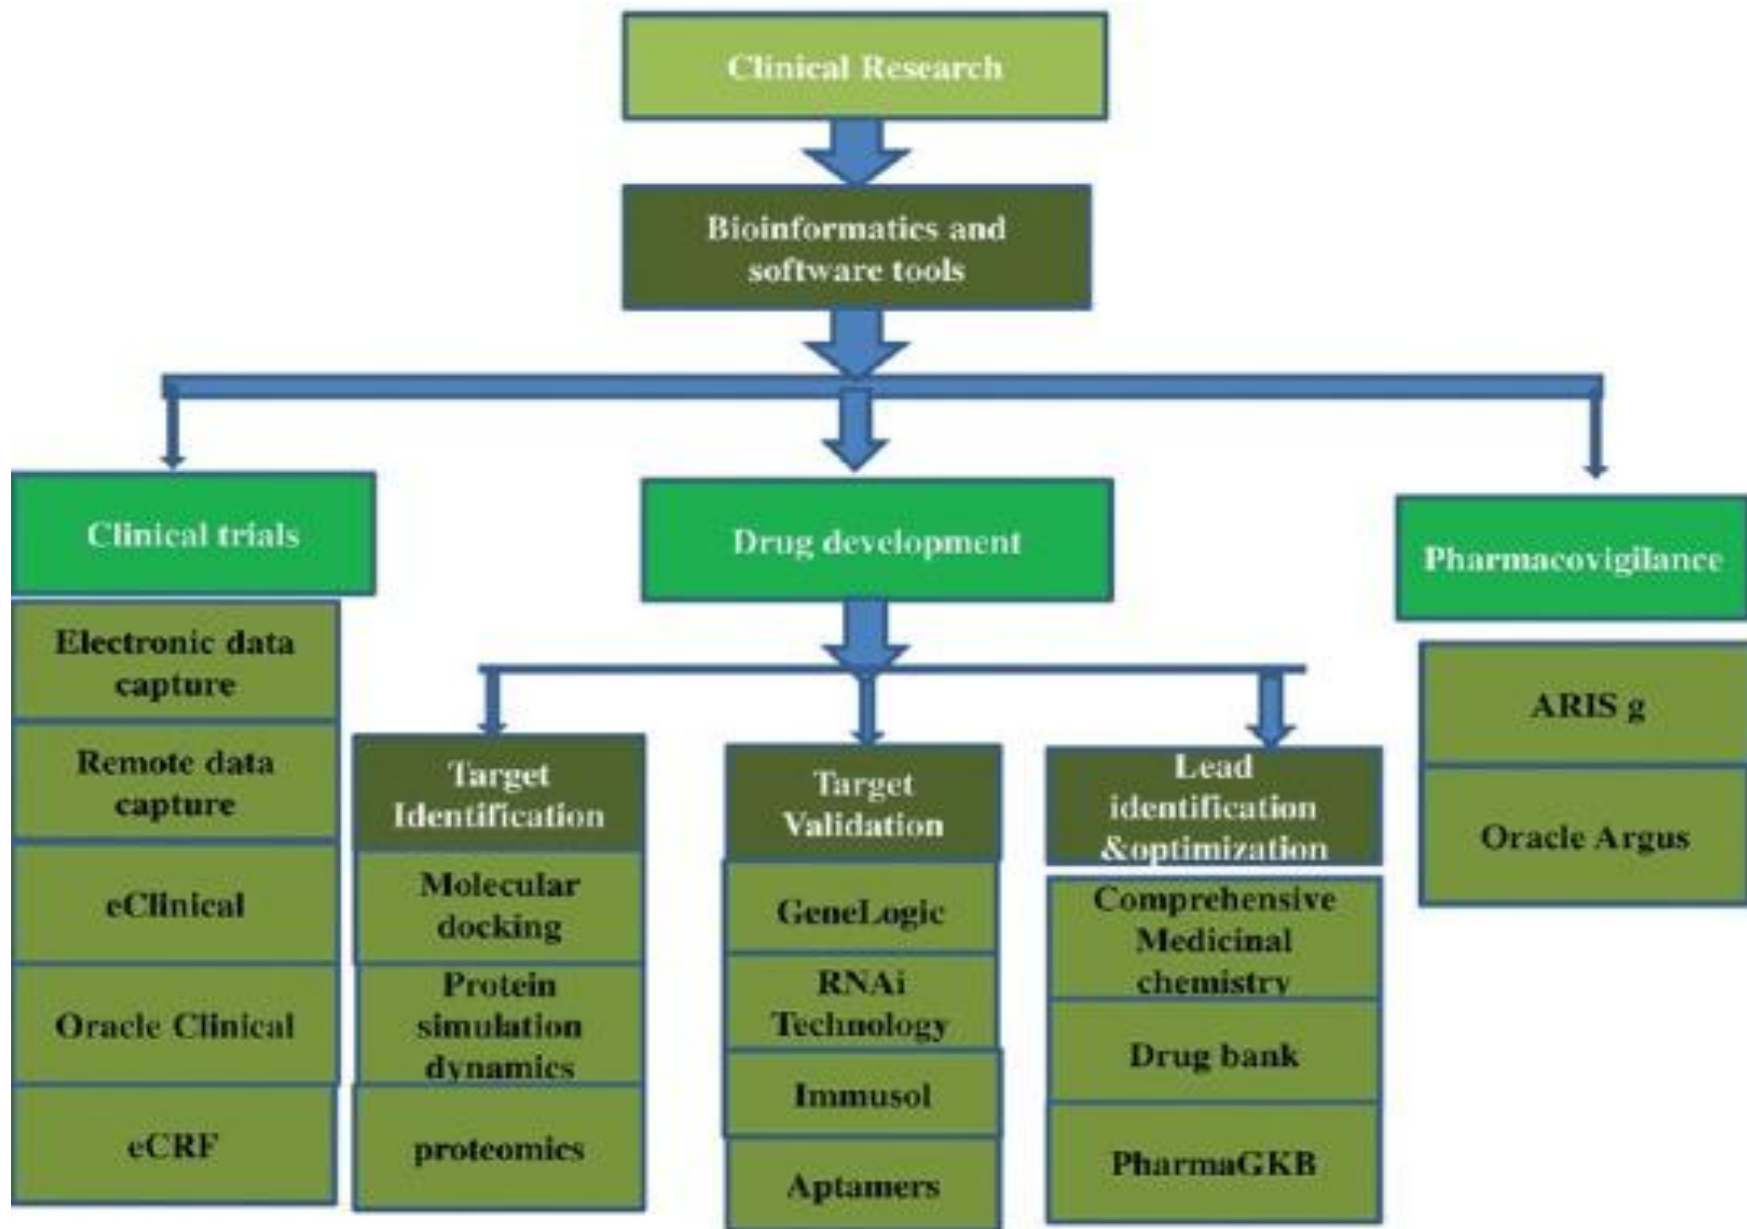 Clinical Research
Bioinformatics and
software tools
Clinical trials
Electronic data
capture
Remote data
capture
eClinical
Oracle Clinical
eCRF
Drug development
Target
Identification
Molecular
docking
Protein
simulation
dynamics
proteomics
Target
Validation
GeneLogic
RNAi
Technology
Immusol
Aptamers
Lead
identification
&optimization
Comprehensive
Medicinal
chemistry
Drug bank
PharmaGKB
Pharmacovigilance
ARIS g
Oracle Argus